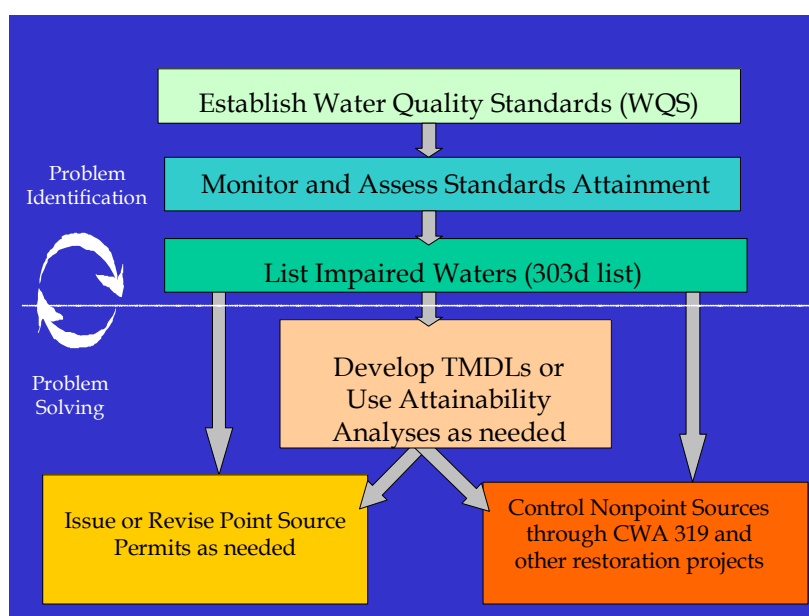 Establish Water Quality Standards (WQS)
Problem
Identification
Monitor and Assess Standards Attainment
List Impaired Waters (303d list)
Problem
Solving
Develop TMDLs or
Use Attainability
Analyses as needed
Issue or Revise Point Source
Permits as needed
Control Nonpoint Sources
through CWA 319 and
other restoration projects